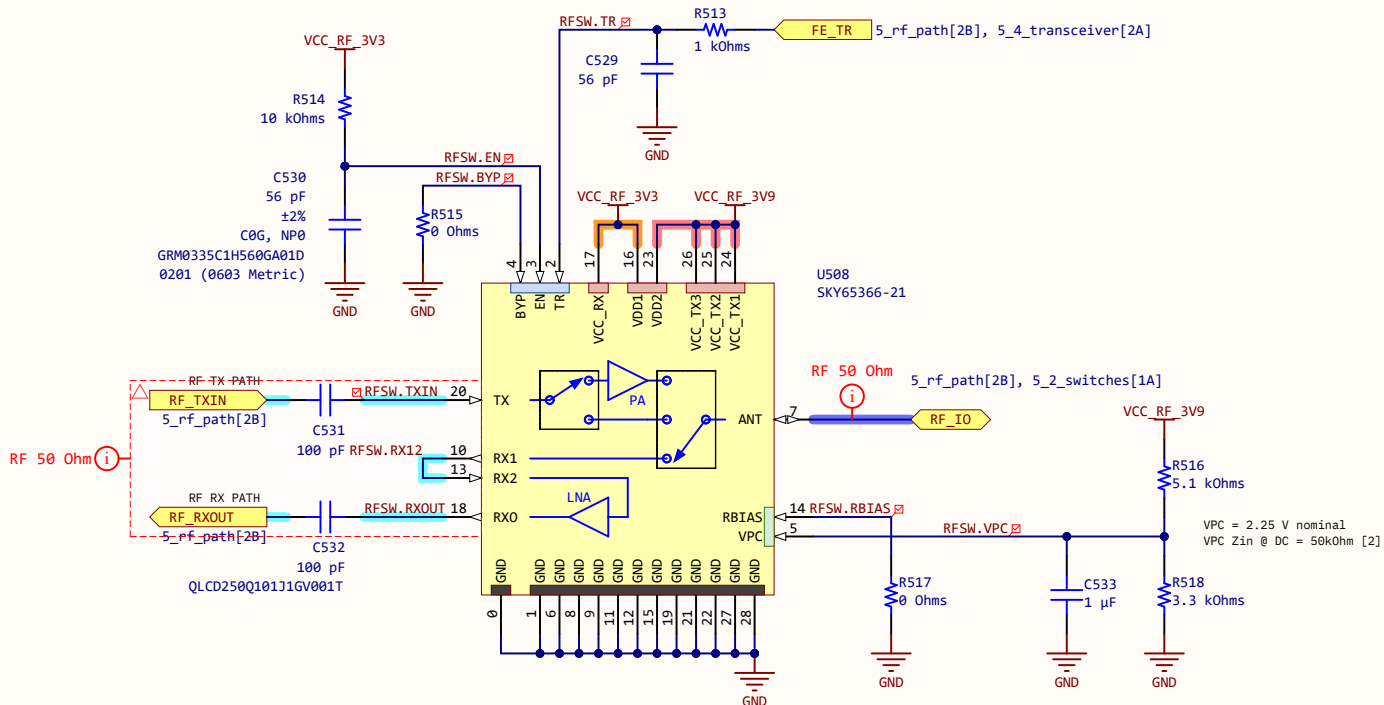 R513
RFSW.TR
FE_TR
5_rf_path[2B], 5_4_transceiver[2A]
1 kOhms
VCC_RF_3V3
C529
56 pF
R514
10 kOhms
GND
RFSW.EN
C530
56 pF
±2%
C0G, NP0
GRM0335C1H560GA01D
0201 (0603 Metric)
GND
RFSW.BYP
R515
0 Ohms
GND
VCC_RF_3V3
VCC_RF_3V9
4
3
2
17
16
23
26
25
24
U508
SKY65366-21
BYP
EN
TR
VCC_RX
VDD1
VDD2
VCC_TX3
VCC_TX2
VCC_TX1
RF TX PATH
RF_TXIN
5_rf_path[2B]
C531
100 pF
RFSW.TXIN
20
TX
PA
ANT
7
RF 50 Ohm
i
5_rf_path[2B], 5_2_switches[1A]
RF_IO
RF 50 Ohm
i
RFSW.RX12
10
RX1
13
RX2
RF RX PATH
RF_RXOUT
5_rf_path[2B]
C532
100 pF
QLCD250Q101J1GV001T
RFSW.RXOUT
18
RXO
LNA
RBIAS
14
RFSW.RBIAS
VPC
5
RFSW.VPC
VCC_RF_3V9
R516
5.1 kOhms
VPC = 2.25 V nominal
VPC Zin @ DC = 50kOhm [2]
R517
0 Ohms
GND
C533
1 µF
GND
R518
3.3 kOhms
GND
GND
GND
GND
GND
GND
GND
GND
GND
GND
GND
GND
GND
GND
0
1
6
8
9
11
12
15
19
21
22
27
28
GND